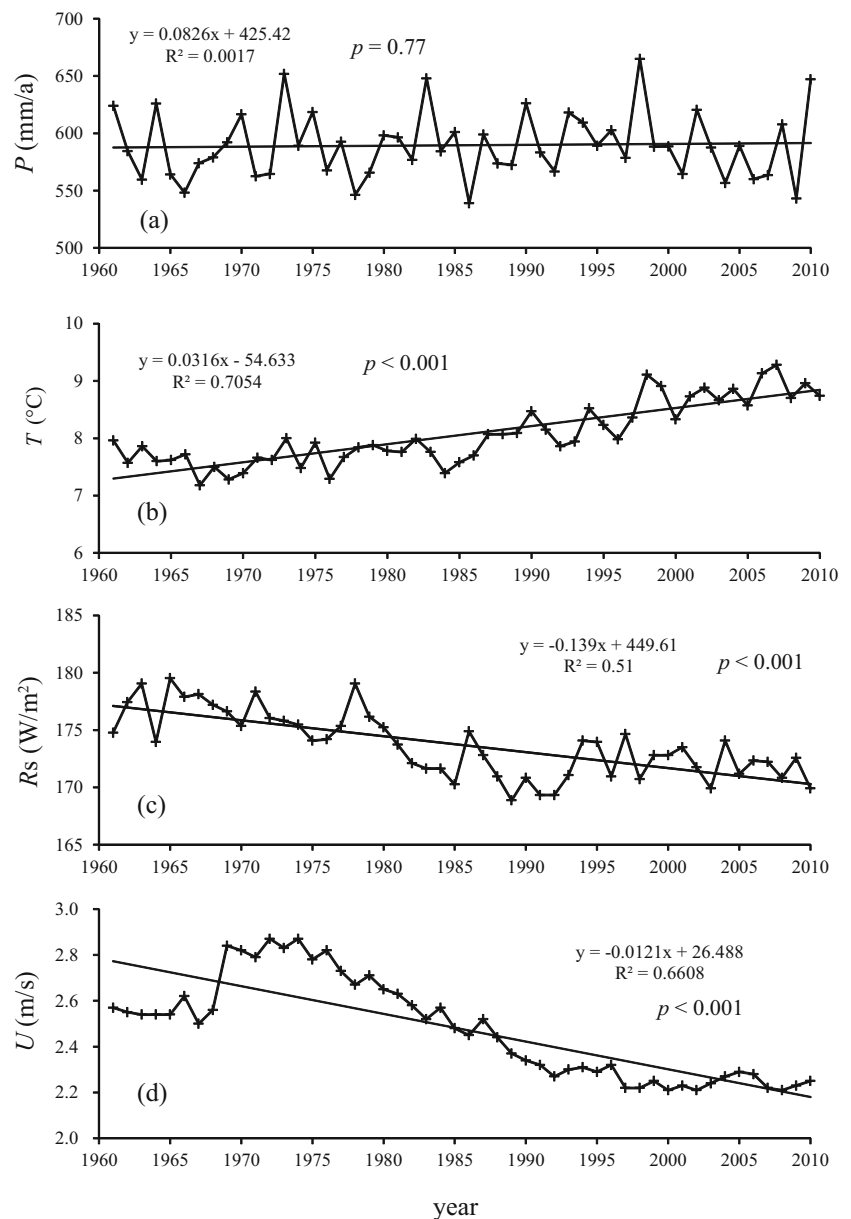 700
650
600
550
500
P (mm/a)
y = 0.0826x + 425.42
R² = 0.0017
p = 0.77
(a)
1960 1965 1970 1975 1980 1985 1990 1995 2000 2005 2010
10
9
8
7
6
T (°C)
y = 0.0316x - 54.633
R² = 0.7054
p < 0.001
(b)
1960 1965 1970 1975 1980 1985 1990 1995 2000 2005 2010
185
180
175
170
165
Rs (W/m²)
y = -0.139x + 449.61
R² = 0.51
p < 0.001
(c)
1960 1965 1970 1975 1980 1985 1990 1995 2000 2005 2010
3.0
2.8
2.6
2.4
2.2
2.0
U (m/s)
y = -0.0121x + 26.488
R² = 0.6608
p < 0.001
(d)
1960 1965 1970 1975 1980 1985 1990 1995 2000 2005 2010
year